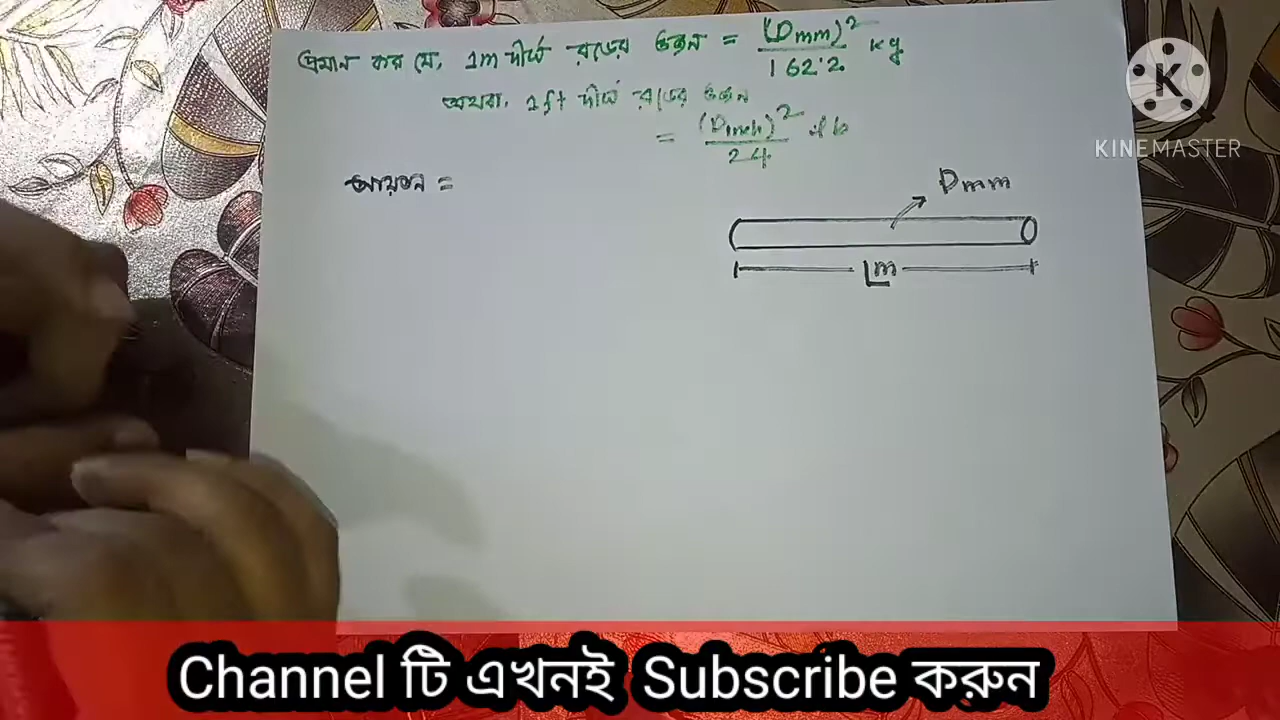 প্রমান কর যে, 1m দীর্ঘ রডের ওজন = (Dmm)² / 162.2 kg
অথবা, 1ft দীর্ঘ রডের ওজন
= (Dinch)² / 24 lb
আয়তন =
Dmm
Lm
K
KINEMASTER
Channel টি এখনই Subscribe করুন